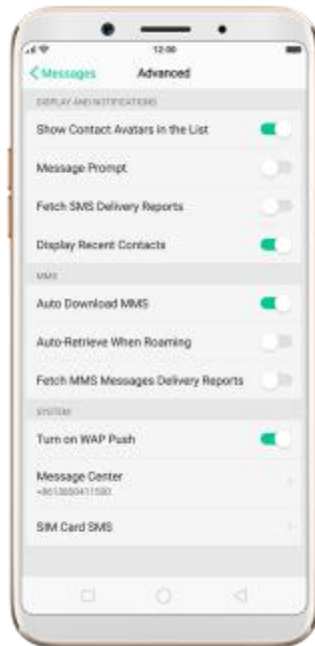 12:00
Messages
Advanced
DISPLAY AND NOTIFICATIONS
Show Contact Avatars in the List
Message Prompt
Fetch SMS Delivery Reports
Display Recent Contacts
MMS
Auto Download MMS
Auto-Retrieve When Roaming
Fetch MMS Messages Delivery Reports
SYSTEM
Turn on WAP Push
Message Center
SIM Card SMS